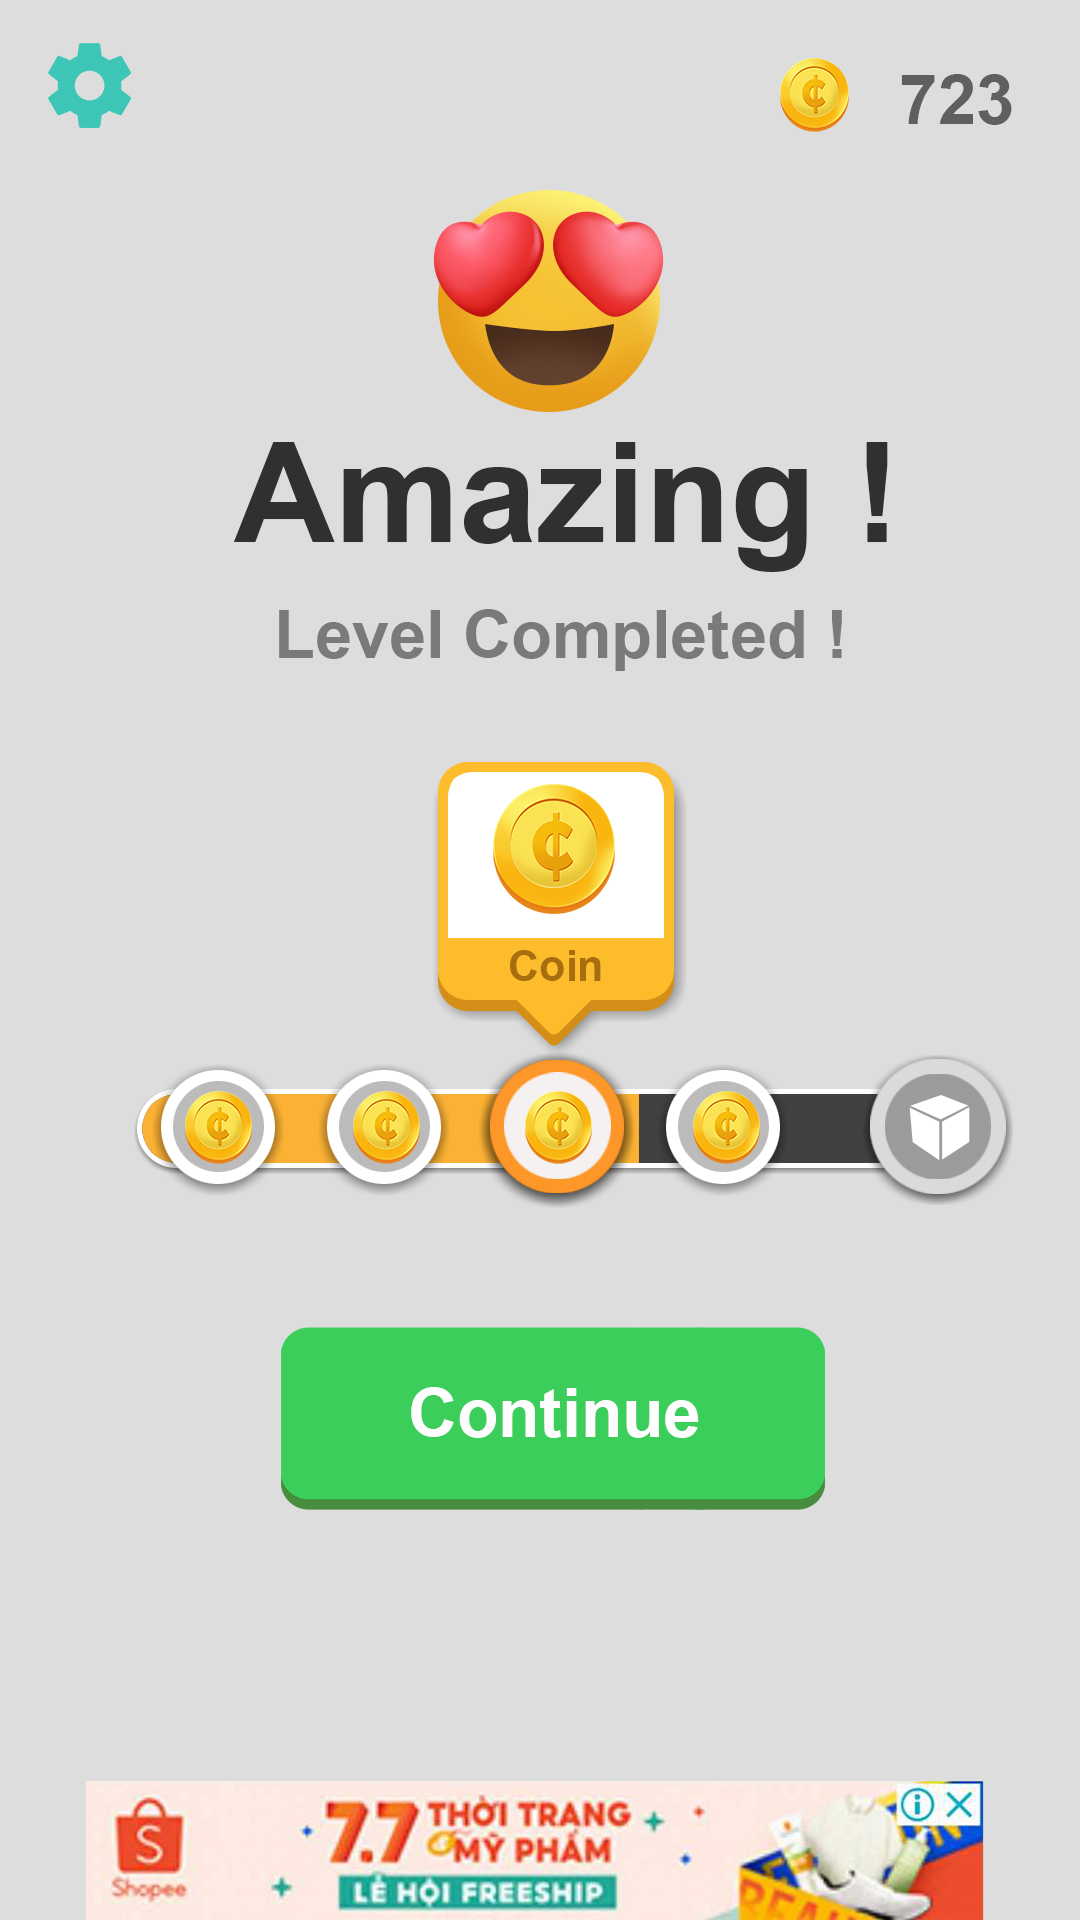 723
Amazing !
Level Completed !
Coin
Continue
7.7 THỜI TRANG
& MỸ PHẨM
LỄ HỘI FREESHIP
Shopee